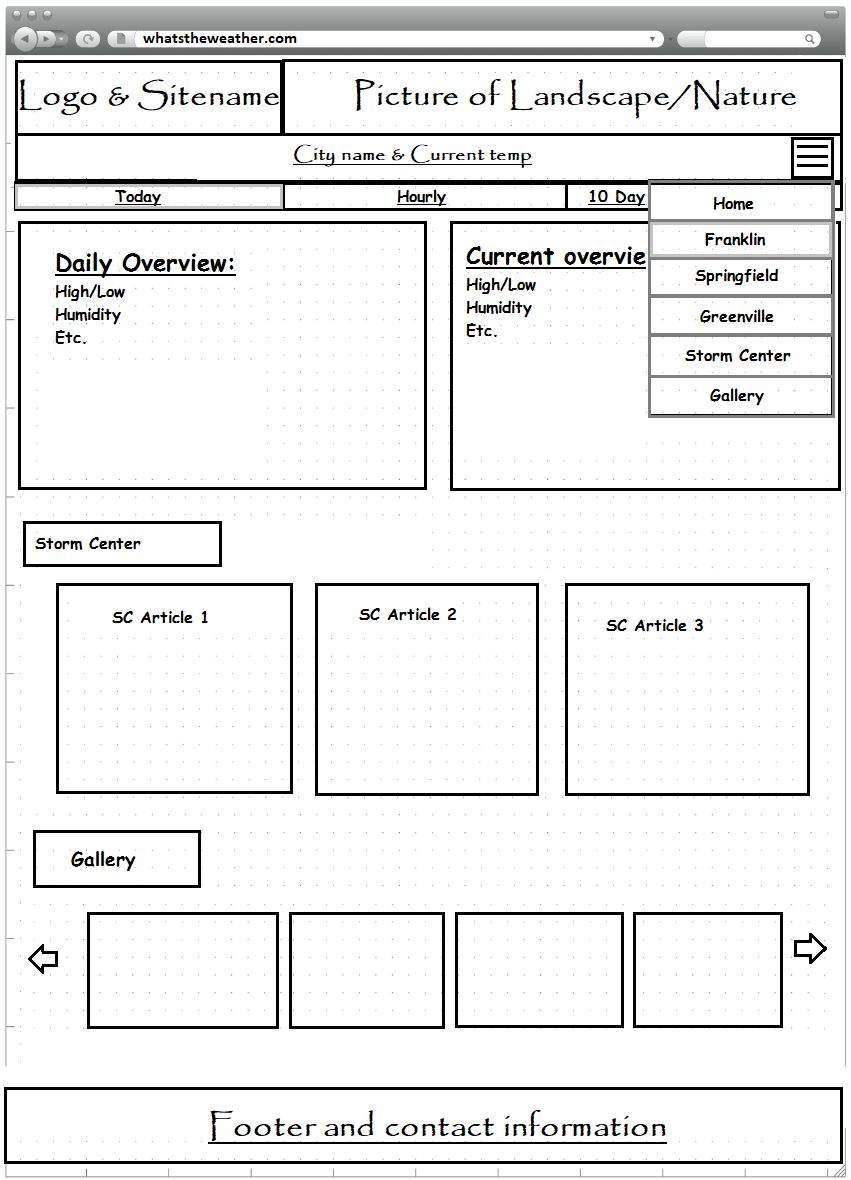 whatstheweather.com
Logo & Sitename
Picture of Landscape/Nature
City name & Current temp
Today
Hourly
10 Day
Home
Franklin
Springfield
Greenville
Storm Center
Gallery
Daily Overview:
High/Low
Humidity
Etc.
Current overvie
High/Low
Humidity
Etc.
Storm Center
SC Article 1
SC Article 2
SC Article 3
Gallery
Footer and contact information